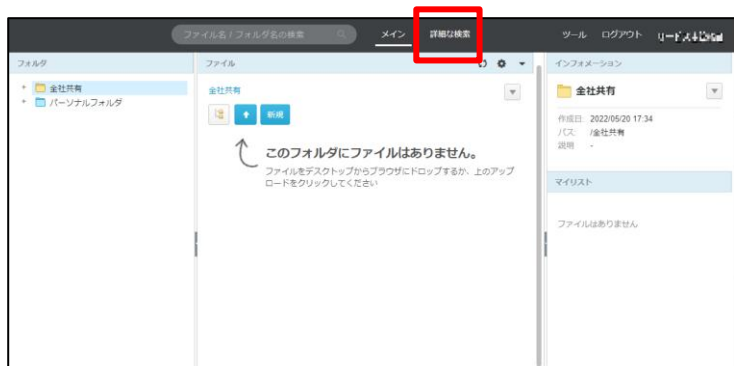 ファイル名 / フォルダ名の検索
メイン
詳細な検索
ツール
ログアウト
フォルダ
全社共有
パーソナルフォルダ
ファイル
全社共有
新規
このフォルダにファイルはありません。
ファイルをデスクトップからブラウザにドロップするか、上のアップ
ロードをクリックしてください
インフォメーション
全社共有
作成日: 2022/05/20 17:34
パス: /全社共有
説明 -
マイリスト
ファイルはありません